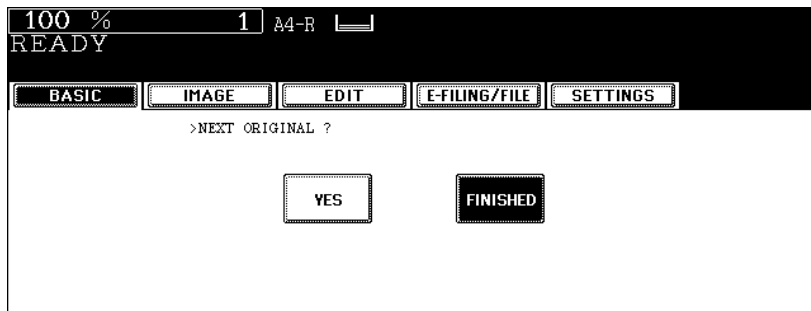 100 % 1 A4-R
READY
BASIC IMAGE EDIT E-FILING/FILE SETTINGS
>NEXT ORIGINAL ?
YES FINISHED